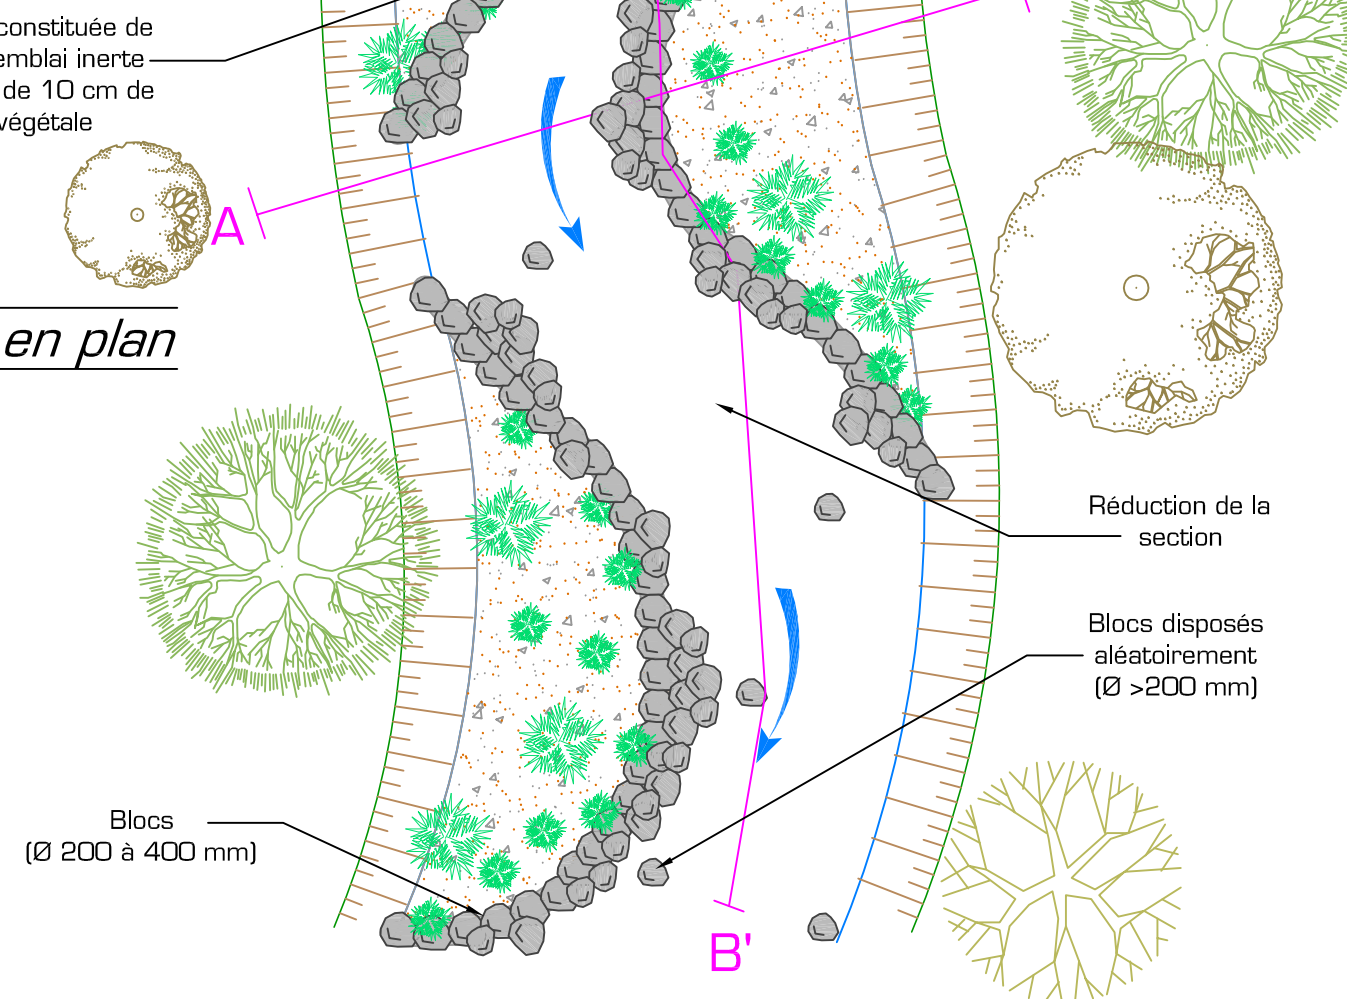 constituée de
emblai inerte
de 10 cm de
végétale
A
en plan
Réduction de la
section
Blocs disposés
aléatoirement
(Ø >200 mm)
Blocs
(Ø 200 à 400 mm)
B'